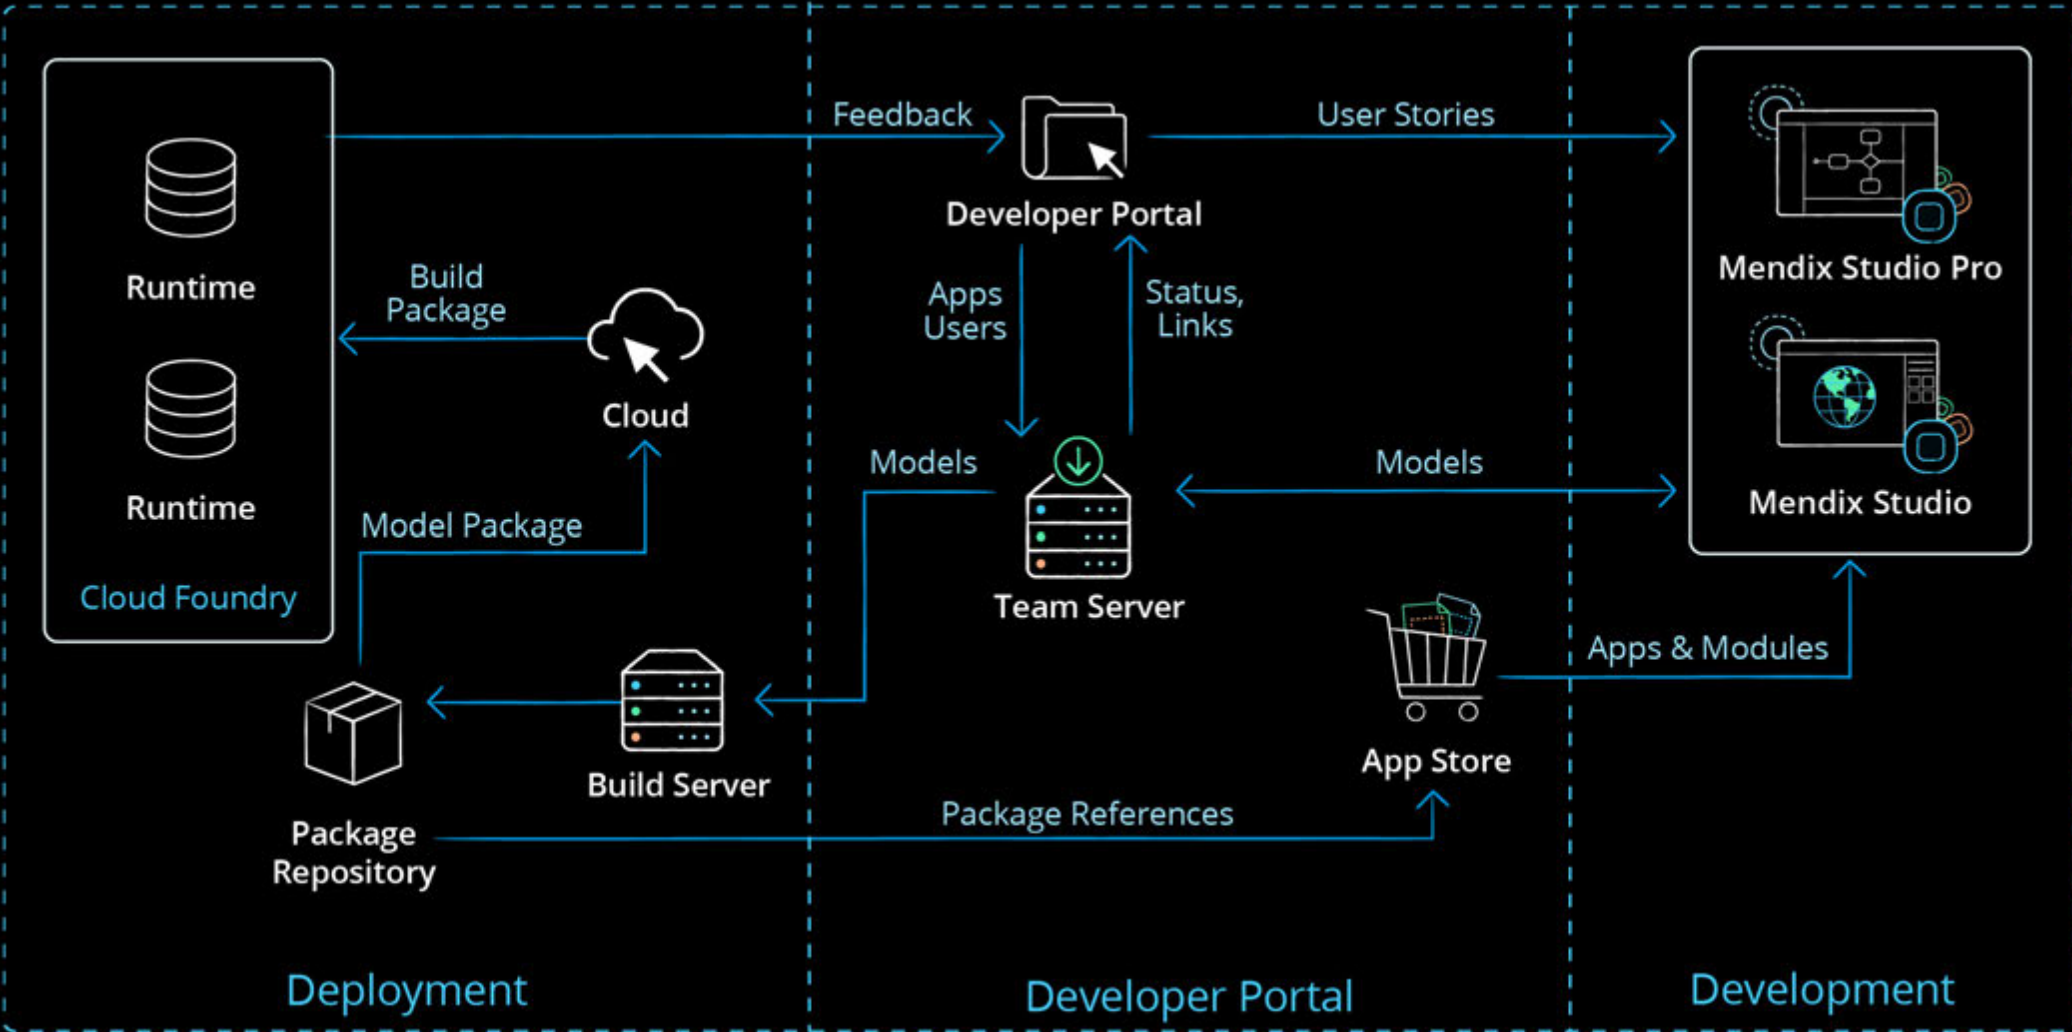 Feedback
User Stories
Developer Portal
Runtime
Build
Package
Apps
Users
Status,
Links
Mendix Studio Pro
Cloud
Models
Models
Runtime
Mendix Studio
Model Package
Cloud Foundry
Team Server
Apps & Modules
Build Server
App Store
Package
Repository
Package References
Deployment
Developer Portal
Development